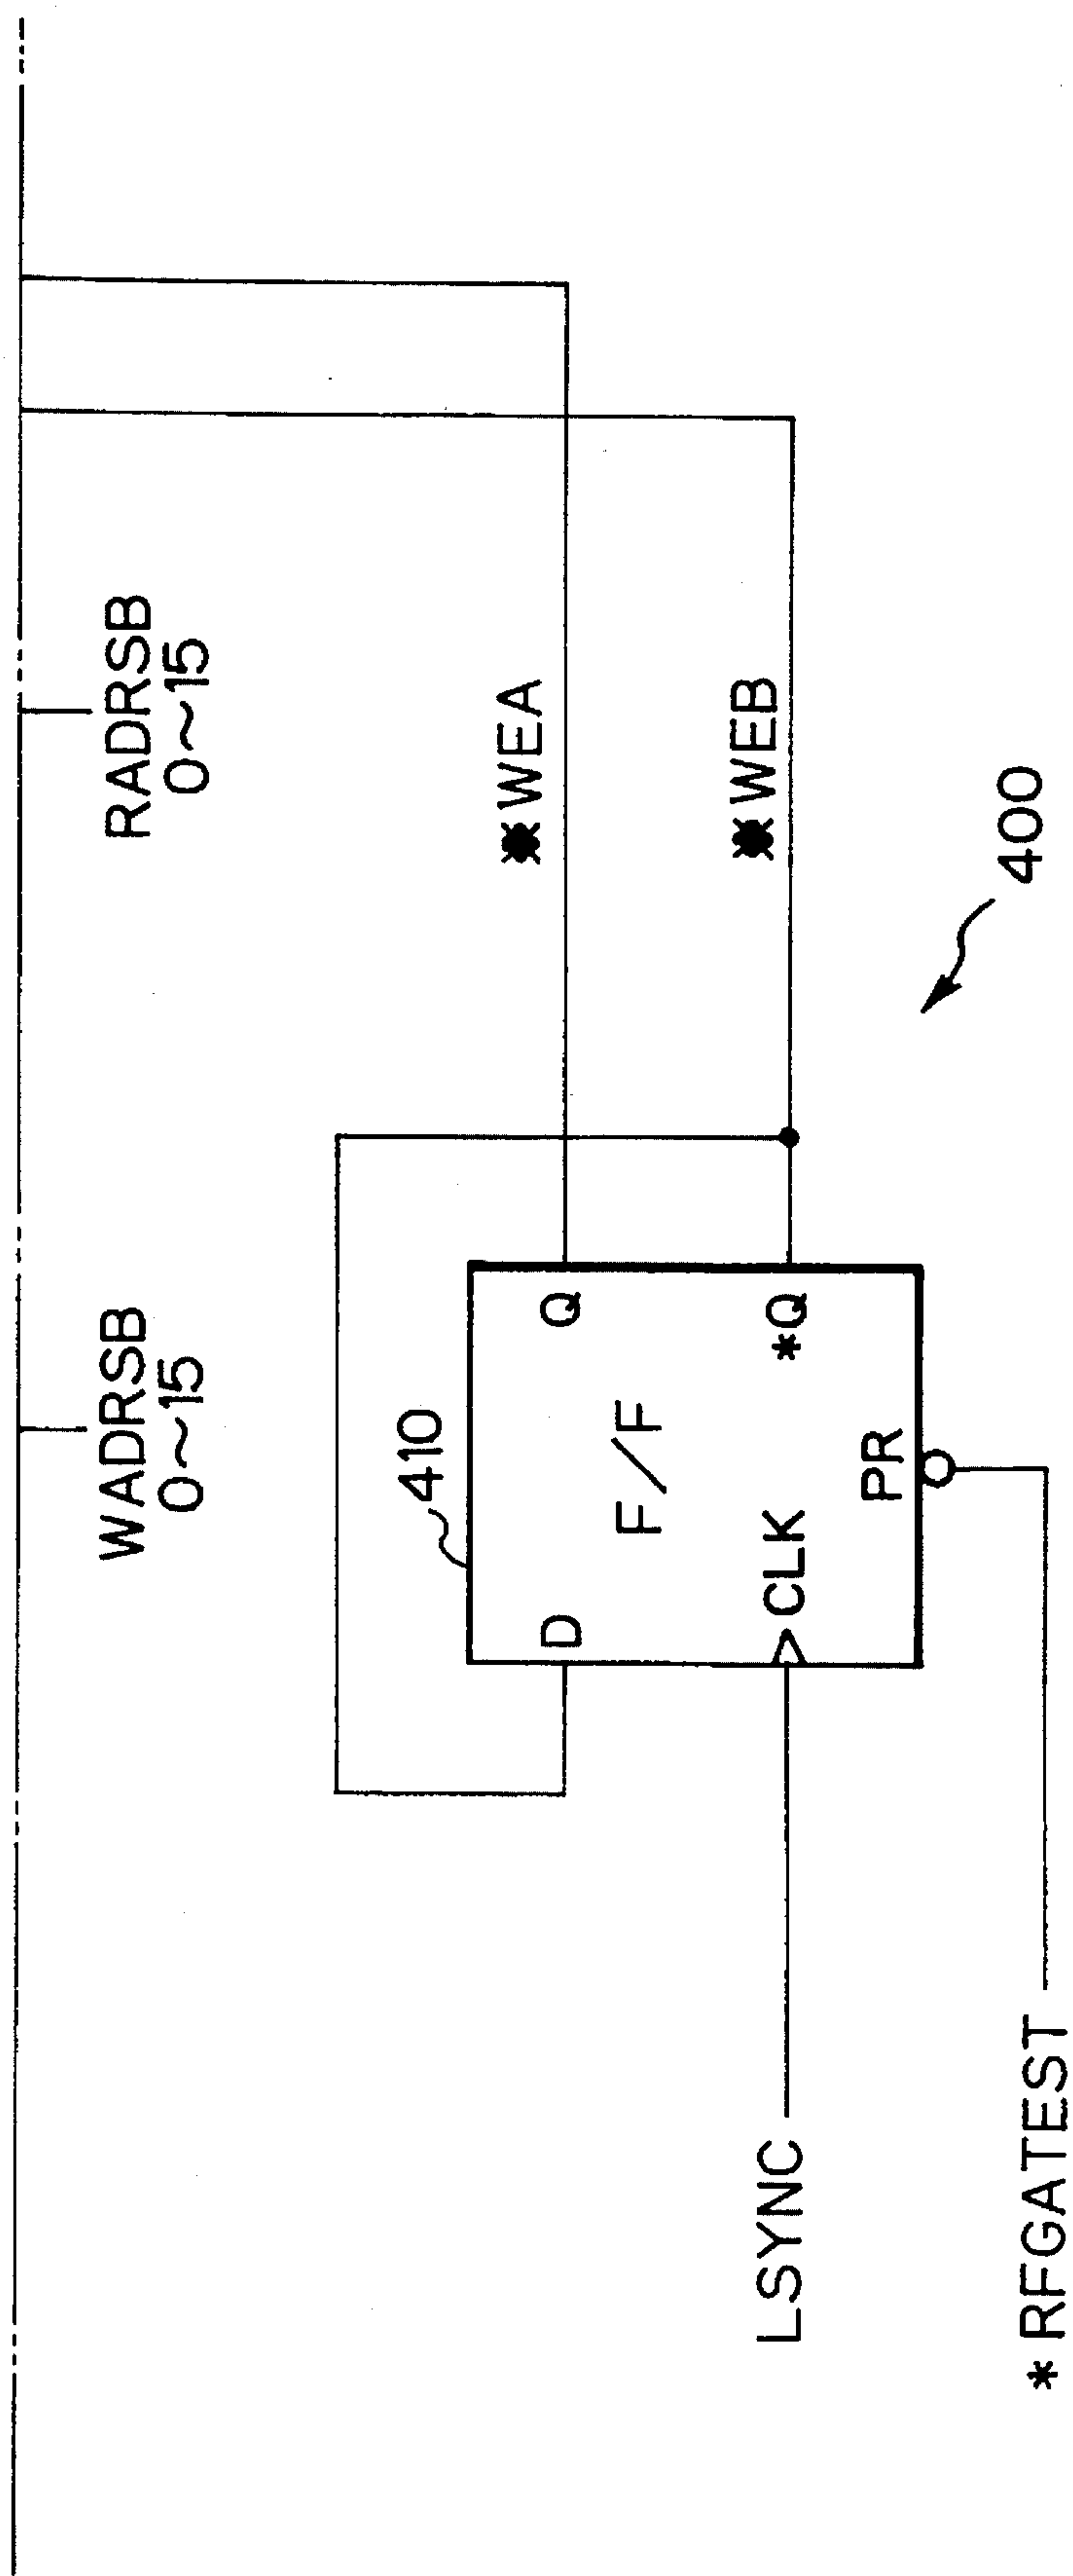 WADRSB
0~15
RADRSB
0~15
410
D
Q
F/F
*Q
CLK
PR
*WEA
*WEB
LSYNC
*RFGATEST
400